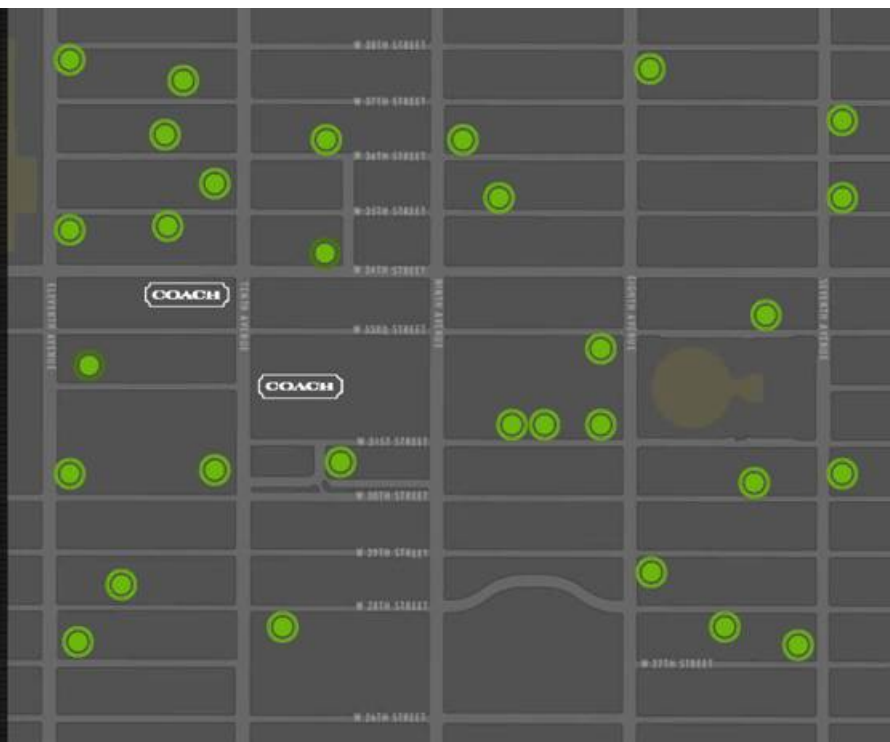 W 38TH STREET
W 37TH STREET
W 36TH STREET
W 35TH STREET
W 34TH STREET
ELEVENTH AVENUE
COACH
TENTH AVENUE
NINTH AVENUE
EIGHTH AVENUE
SEVENTH AVENUE
W 33RD STREET
COACH
W 31ST STREET
W 30TH STREET
W 29TH STREET
W 28TH STREET
W 27TH STREET
W 26TH STREET